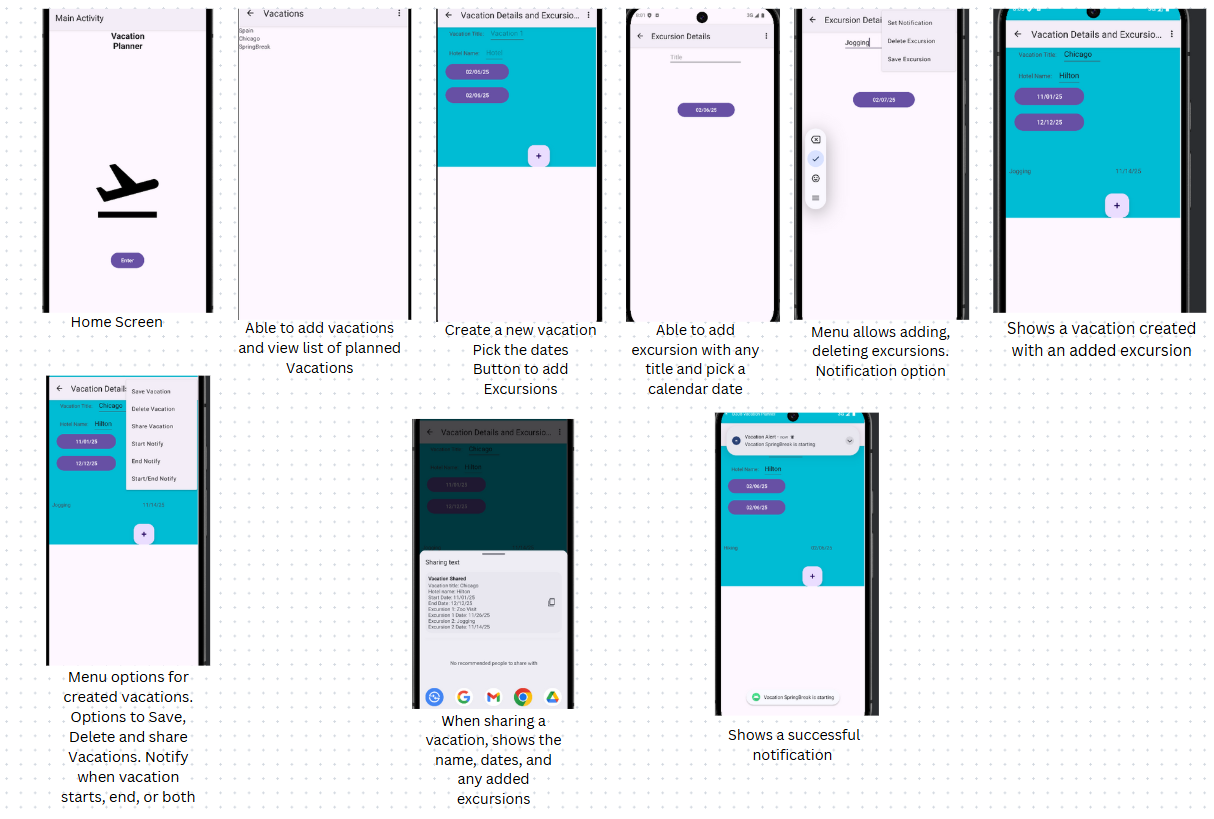 Main Activity
Vacation
Planner
Enter
Home Screen
Vacations
Spain
Chicago
SpringBreak
Able to add vacations
and view list of planned
Vacations
Vacation Details and Excursio...
Vacation Title: Vacation 1
Hotel Name: Hotel
02/06/25
02/06/25
+
Create a new vacation
Pick the dates
Button to add
Excursions
8:01
3G
Excursion Details
Title
02/06/25
Able to add
excursion with any
title and pick a
calendar date
Excursion Detai
Set Notification
Delete Excursion
Save Excursion
Jogging
02/07/25
Menu allows adding,
deleting excursions.
Notification option
Vacation Details and Excursio...
Vacation Title: Chicago
Hotel Name: Hilton
11/01/25
12/12/25
Jogging 11/14/25
+
Shows a vacation created
with an added excursion
Vacation Details
Save Vacation
Delete Vacation
Share Vacation
Start Notify
End Notify
Start/End Notify
Vacation Title: Chicago
Hotel Name: Hilton
11/01/25
12/12/25
Jogging 11/14/25
+
Menu options for
created vacations.
Options to Save,
Delete and share
Vacations. Notify
when vacation
starts, end, or both
Vacation Details and Excursio...
Vacation Title: Chicago
Hotel Name: Hilton
11/01/25
12/12/25
Sharing text
Vacation Shared
Vacation title: Chicago
Hotel name: Hilton
Start Date: 11/01/25
End Date: 12/12/25
Excursion 1: Zoo Visit
Excursion 1 Date: 11/26/25
Excursion 2: Jogging
Excursion 2 Date: 11/14/25
No recommended people to share with
When sharing a
vacation, shows the
name, dates, and
any added
excursions
Vacation Alert • now
Vacation SpringBreak is starting
Hotel Name: Hilton
02/06/25
02/06/25
+
Vacation SpringBreak is starting
Shows a successful
notification